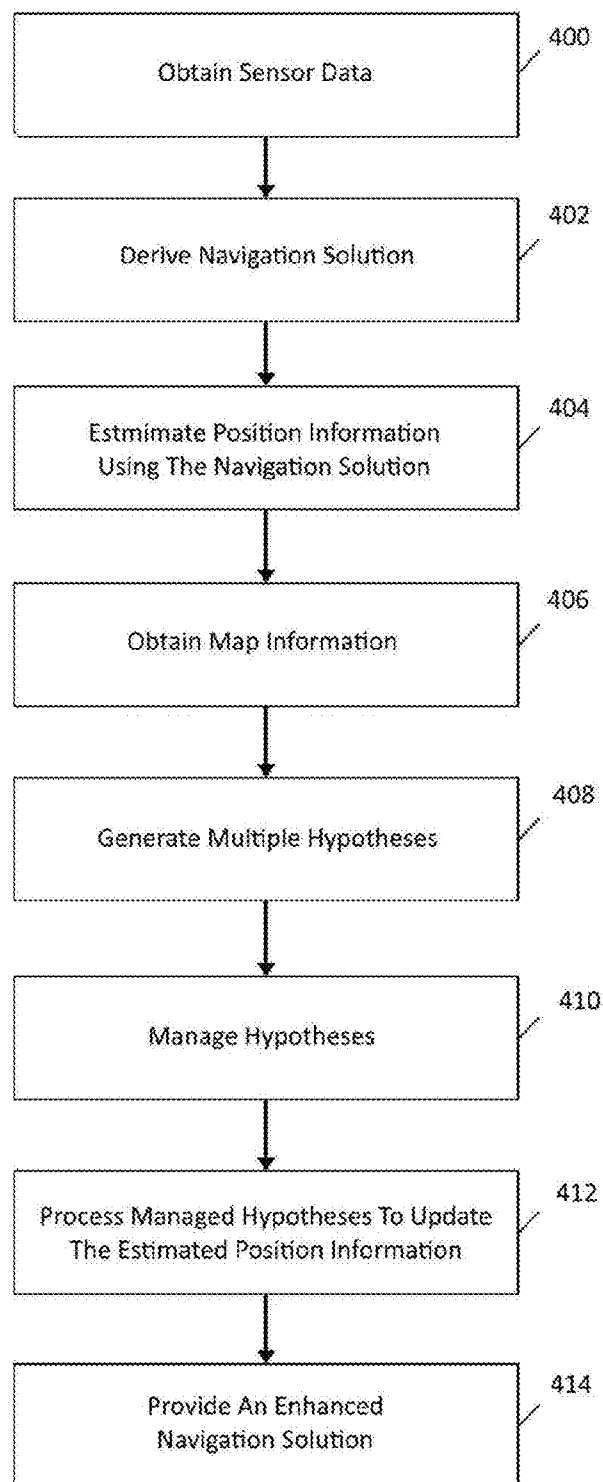 400
Obtain Sensor Data
402
Derive Navigation Solution
404
Estmimate Position Information
Using The Navigation Solution
406
Obtain Map Information
408
Generate Multiple Hypotheses
410
Manage Hypotheses
412
Process Managed Hypotheses To Update
The Estimated Position Information
414
Provide An Enhanced
Navigation Solution